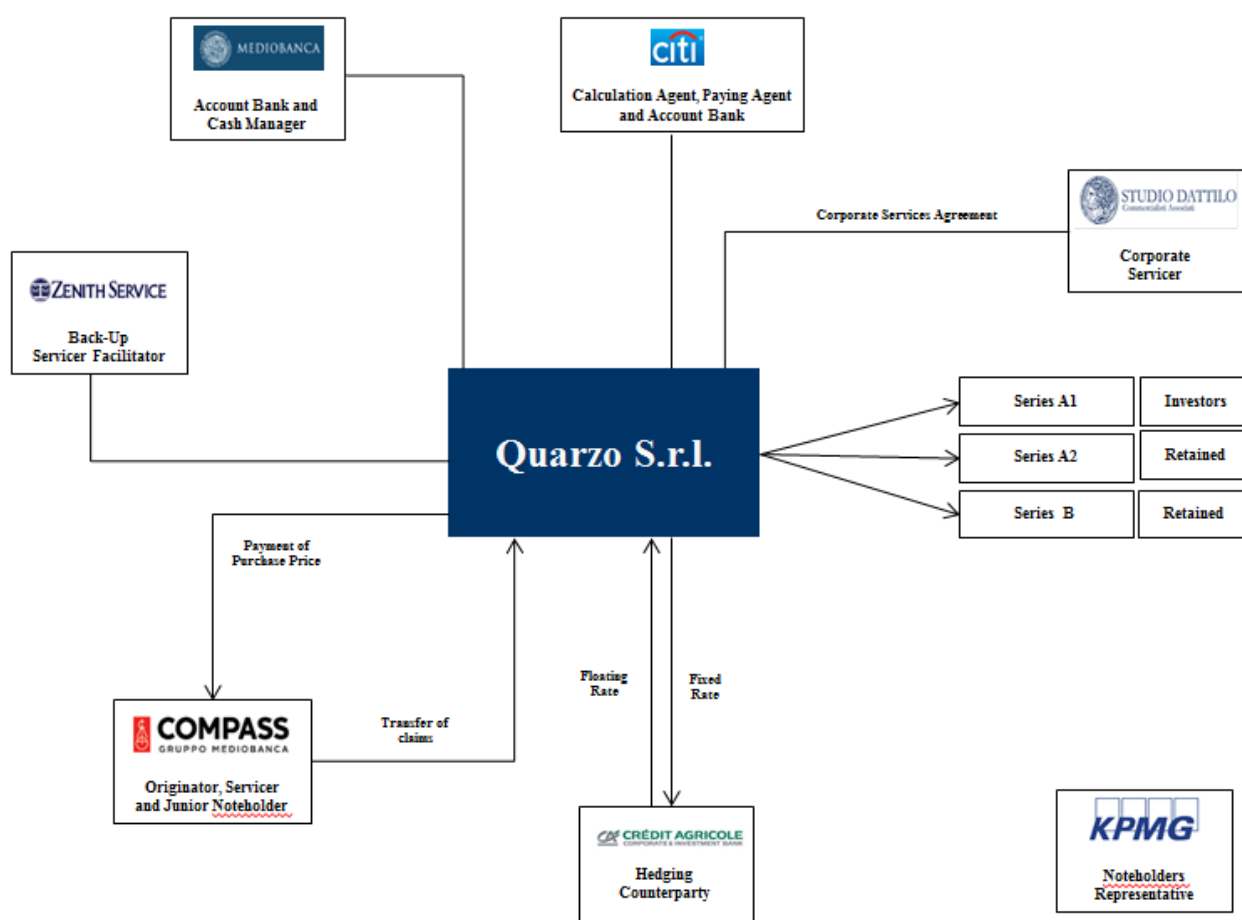 MEDIOBANCA
Account Bank and
Cash Manager
citi
Calculation Agent, Paying Agent
and Account Bank
STUDIO DATTILO
Commercialisti Associati
Corporate
Servicer
Corporate Services Agreement
ZENITH SERVICE
Back-Up
Servicer Facilitator
Quarzo S.r.l.
Series A1
Investors
Series A2
Retained
Series B
Retained
Payment of
Purchase Price
Transfer of
claims
Floating
Rate
Fixed
Rate
COMPASS
GRUPPO MEDIOBANCA
Originator, Servicer
and Junior Noteholder
CRÉDIT AGRICOLE
CORPORATE & INVESTMENT BANK
Hedging
Counterparty
KPMG
Noteholders
Representative